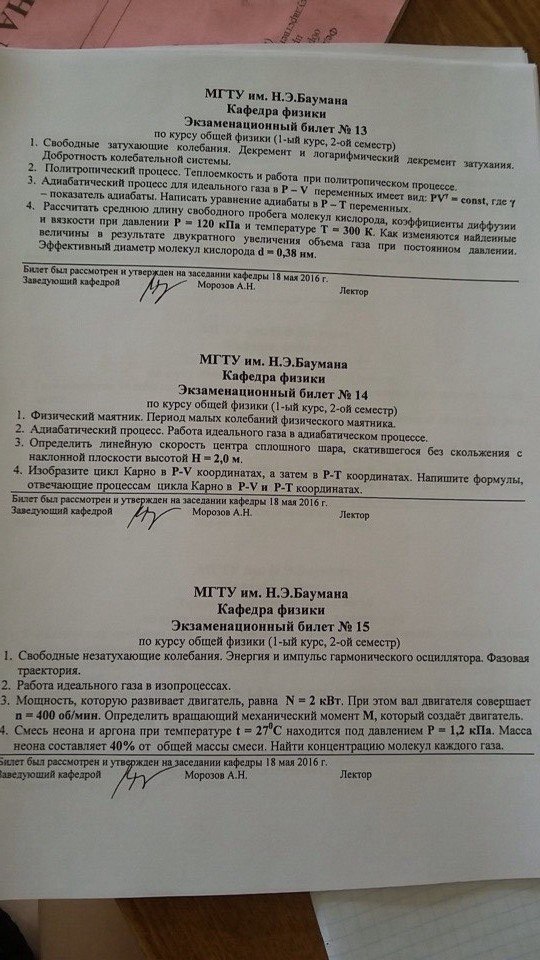 МГТУ им. Н.Э.Баумана
Кафедра физики
Экзаменационный билет № 13
по курсу общей физики (1-ый курс, 2-ой семестр)
1. Свободные затухающие колебания. Декремент и логарифмический декремент затухания.
Добротность колебательной системы.
2. Политропический процесс. Теплоемкость и работа при политропическом процессе.
3. Адиабатический процесс для идеального газа в P – V переменных имеет вид: PVᵞ = const, где γ
– показатель адиабаты. Написать уравнение адиабаты в P – T переменных.
4. Рассчитать среднюю длину свободного пробега молекул кислорода, коэффициенты диффузии
и вязкости при давлении P = 120 кПа и температуре T = 300 К. Как изменяются найденные
величины в результате двукратного увеличения объема газа при постоянном давлении.
Эффективный диаметр молекул кислорода d = 0,38 нм.
Билет был рассмотрен и утвержден на заседании кафедры 18 мая 2016 г.
Заведующий кафедрой Морозов А.Н. Лектор
МГТУ им. Н.Э.Баумана
Кафедра физики
Экзаменационный билет № 14
по курсу общей физики (1-ый курс, 2-ой семестр)
1. Физический маятник. Период малых колебаний физического маятника.
2. Адиабатический процесс. Работа идеального газа в адиабатическом процессе.
3. Определить линейную скорость центра сплошного шара, скатившегося без скольжения с
наклонной плоскости высотой H = 2,0 м.
4. Изобразите цикл Карно в P-V координатах, а затем в P-T координатах. Напишите формулы,
отвечающие процессам цикла Карно в P-V и P-T координатах.
Билет был рассмотрен и утвержден на заседании кафедры 18 мая 2016 г.
Заведующий кафедрой Морозов А.Н. Лектор
МГТУ им. Н.Э.Баумана
Кафедра физики
Экзаменационный билет № 15
по курсу общей физики (1-ый курс, 2-ой семестр)
1. Свободные незатухающие колебания. Энергия и импульс гармонического осциллятора. Фазовая
траектория.
2. Работа идеального газа в изопроцессах.
3. Мощность, которую развивает двигатель, равна N = 2 кВт. При этом вал двигателя совершает
n = 400 об/мин. Определить вращающий механический момент M, который создаёт двигатель.
4. Смесь неона и аргона при температуре t = 27⁰C находится под давлением P = 1,2 кПа. Масса
неона составляет 40% от общей массы смеси. Найти концентрацию молекул каждого газа.
Билет был рассмотрен и утвержден на заседании кафедры 18 мая 2016 г.
Заведующий кафедрой Морозов А.Н. Лектор